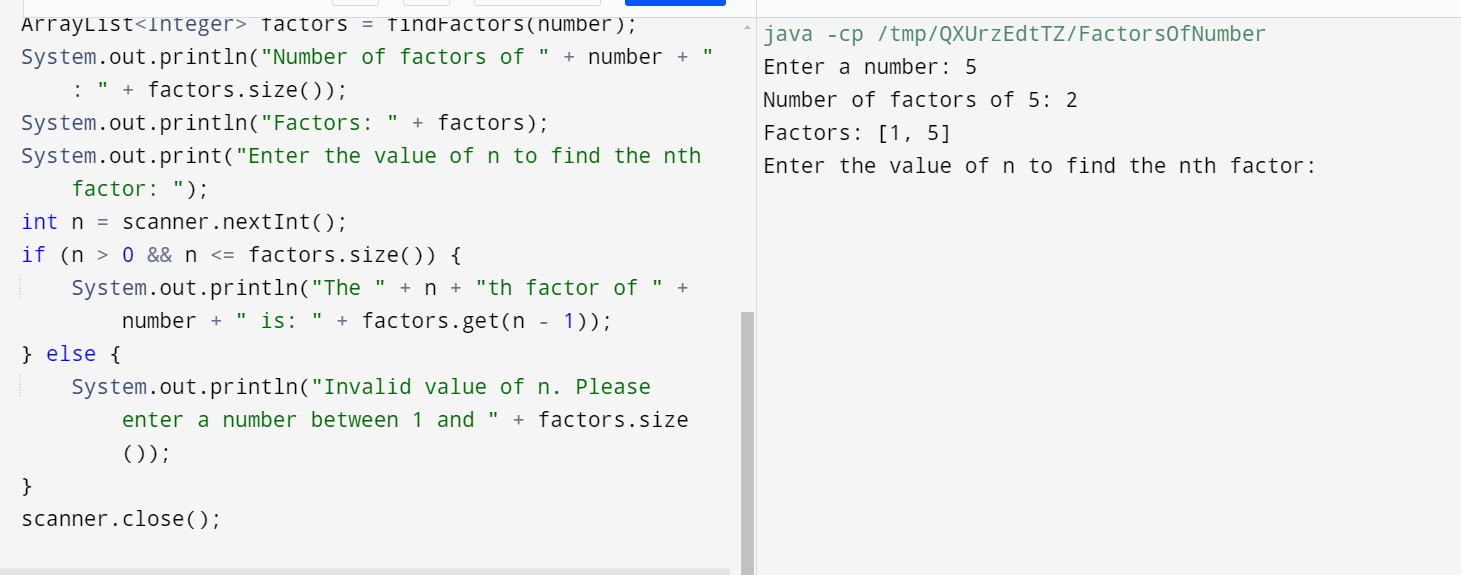 ArrayList<Integer> factors = findFactors(number);
System.out.println("Number of factors of " + number + "
: " + factors.size());
System.out.println("Factors: " + factors);
System.out.print("Enter the value of n to find the nth
factor: ");
int n = scanner.nextInt();
if (n > 0 && n <= factors.size()) {
System.out.println("The " + n + "th factor of " +
number + " is: " + factors.get(n - 1));
} else {
System.out.println("Invalid value of n. Please
enter a number between 1 and " + factors.size
());
}
scanner.close();
java -cp /tmp/QXUrzEdtTZ/FactorsOfNumber
Enter a number: 5
Number of factors of 5: 2
Factors: [1, 5]
Enter the value of n to find the nth factor: